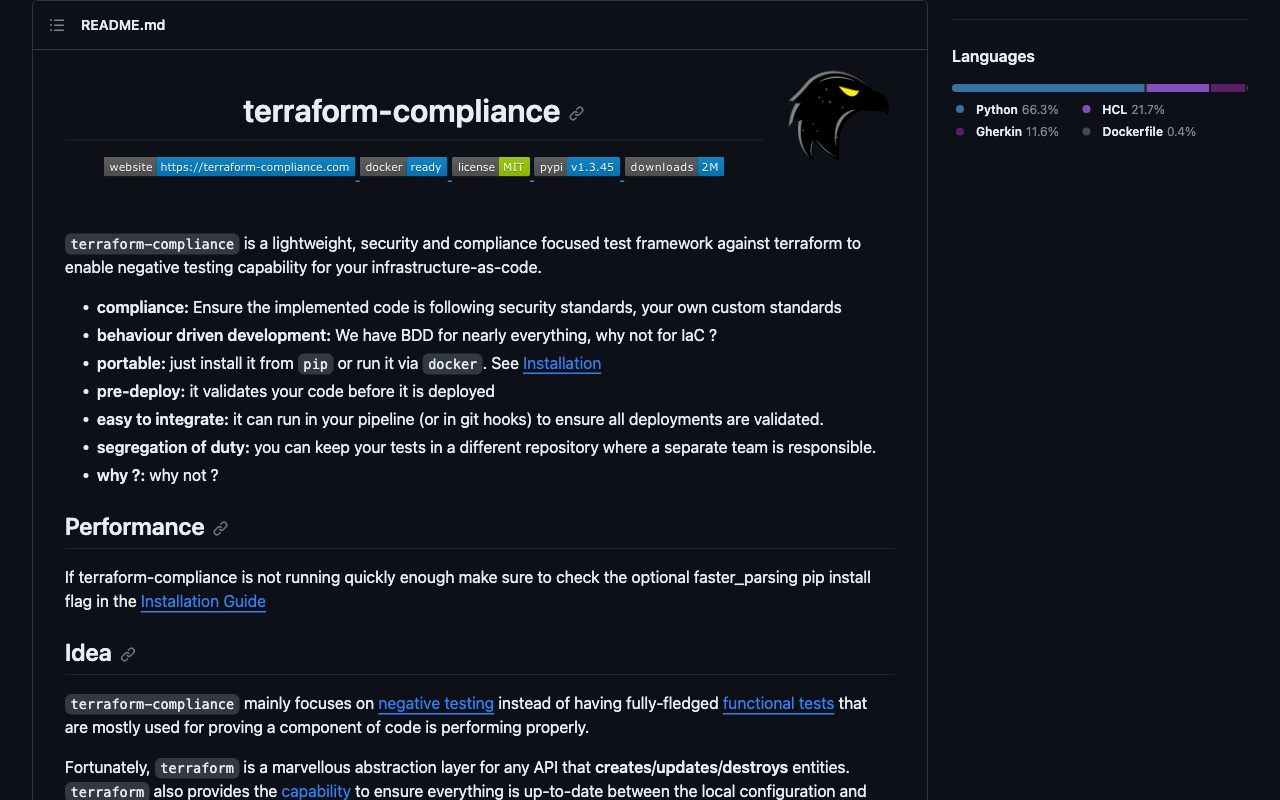 README.md
terraform-compliance
website https://terraform-compliance.com docker ready license MIT pypi v1.3.45 downloads 2M
terraform-compliance is a lightweight, security and compliance focused test framework against terraform to
enable negative testing capability for your infrastructure-as-code.
• compliance: Ensure the implemented code is following security standards, your own custom standards
• behaviour driven development: We have BDD for nearly everything, why not for IaC ?
• portable: just install it from pip or run it via docker. See Installation
• pre-deploy: it validates your code before it is deployed
• easy to integrate: it can run in your pipeline (or in git hooks) to ensure all deployments are validated.
• segregation of duty: you can keep your tests in a different repository where a separate team is responsible.
• why ?: why not ?
Performance
If terraform-compliance is not running quickly enough make sure to check the optional faster_parsing pip install
flag in the Installation Guide
Idea
terraform-compliance mainly focuses on negative testing instead of having fully-fledged functional tests that
are mostly used for proving a component of code is performing properly.
Fortunately, terraform is a marvellous abstraction layer for any API that creates/updates/destroys entities.
terraform also provides the capability to ensure everything is up-to-date between the local configuration and
Languages
Python 66.3%
HCL 21.7%
Gherkin 11.6%
Dockerfile 0.4%